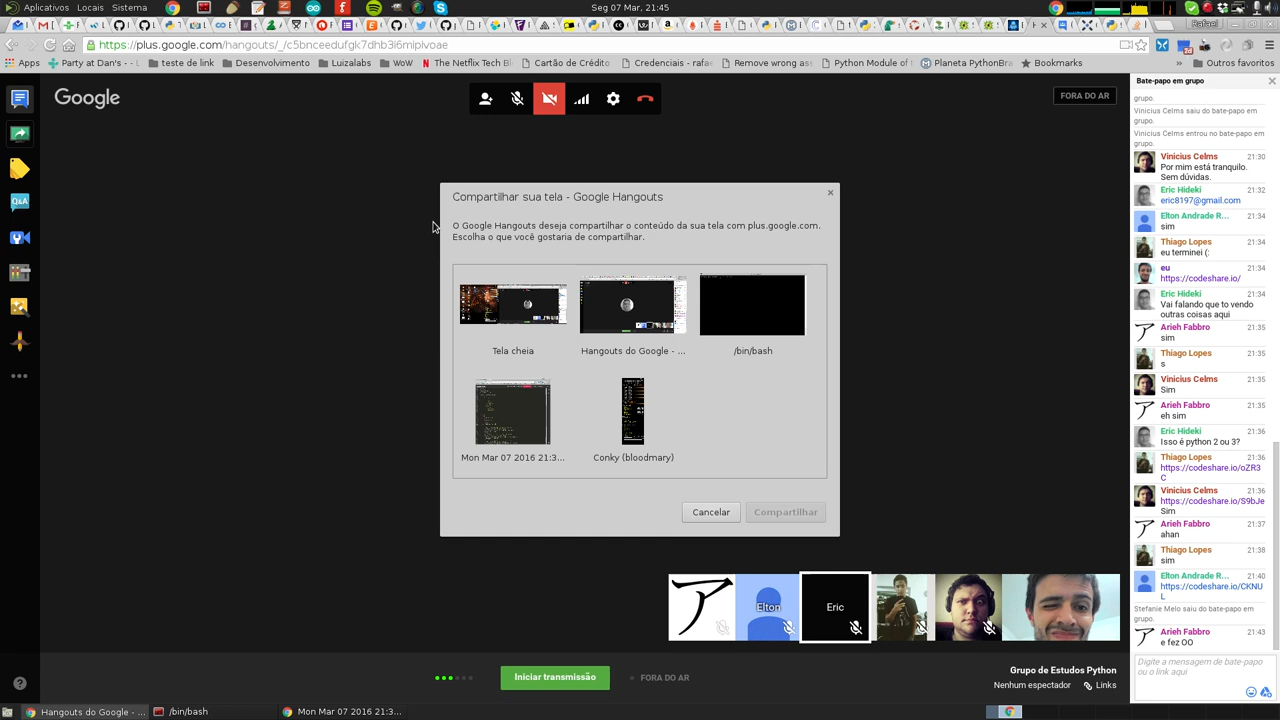 Aplicativos Locais Sistema
Seg 07 Mar, 21:45
Rafael
https://plus.google.com/hangouts/_/c5bnceedufgk7dhb3i6mipivoae
Apps
Party at Dan's - -
teste de link
Desenvolvimento
Luizalabs
WoW
The Netflix Tech Bl
Cartão de Crédito
Credenciais - rafae
Remove wrong ass
Python Module of t
Planeta PythonBra
Bookmarks
»
Outros favoritos
Google
FORA DO AR
Q&A
Compartilhar sua tela - Google Hangouts
O Google Hangouts deseja compartilhar o conteúdo da sua tela com plus.google.com.
Escolha o que você gostaria de compartilhar.
Tela cheia
Hangouts do Google - ...
/bin/bash
Mon Mar 07 2016 21:3...
Conky (bloodmary)
Cancelar
Compartilhar
ア
Elton
Eric
Iniciar transmissão
FORA DO AR
Grupo de Estudos Python
Nenhum espectador
Links
Bate-papo em grupo
grupo.
Vinicius Celms saiu do bate-papo em
grupo.
Vinicius Celms entrou no bate-papo em
grupo.
Vinicius Celms 21:30
Por mim está tranquilo.
Sem dúvidas.
Eric Hideki 21:32
eric8197@gmail.com
Elton Andrade R... 21:34
sim
Thiago Lopes 21:34
eu terminei (:
eu 21:34
https://codeshare.io/
Eric Hideki 21:34
Vai falando que to vendo
outras coisas aqui
Arieh Fabbro 21:35
sim
Thiago Lopes 21:35
s
Vinicius Celms 21:35
Sim
Arieh Fabbro 21:35
eh sim
Eric Hideki 21:36
Isso é python 2 ou 3?
Thiago Lopes 21:36
https://codeshare.io/oZR3
C
Vinicius Celms 21:36
https://codeshare.io/S9bJe
Sim
Arieh Fabbro 21:37
ahan
Thiago Lopes 21:38
sim
Elton Andrade R... 21:40
https://codeshare.io/CKNU
L
Stefanie Melo saiu do bate-papo em
grupo.
Arieh Fabbro 21:43
e fez OO
Digite a mensagem de bate-papo
ou o link aqui
Hangouts do Google - ...
/bin/bash
Mon Mar 07 2016 21:3...